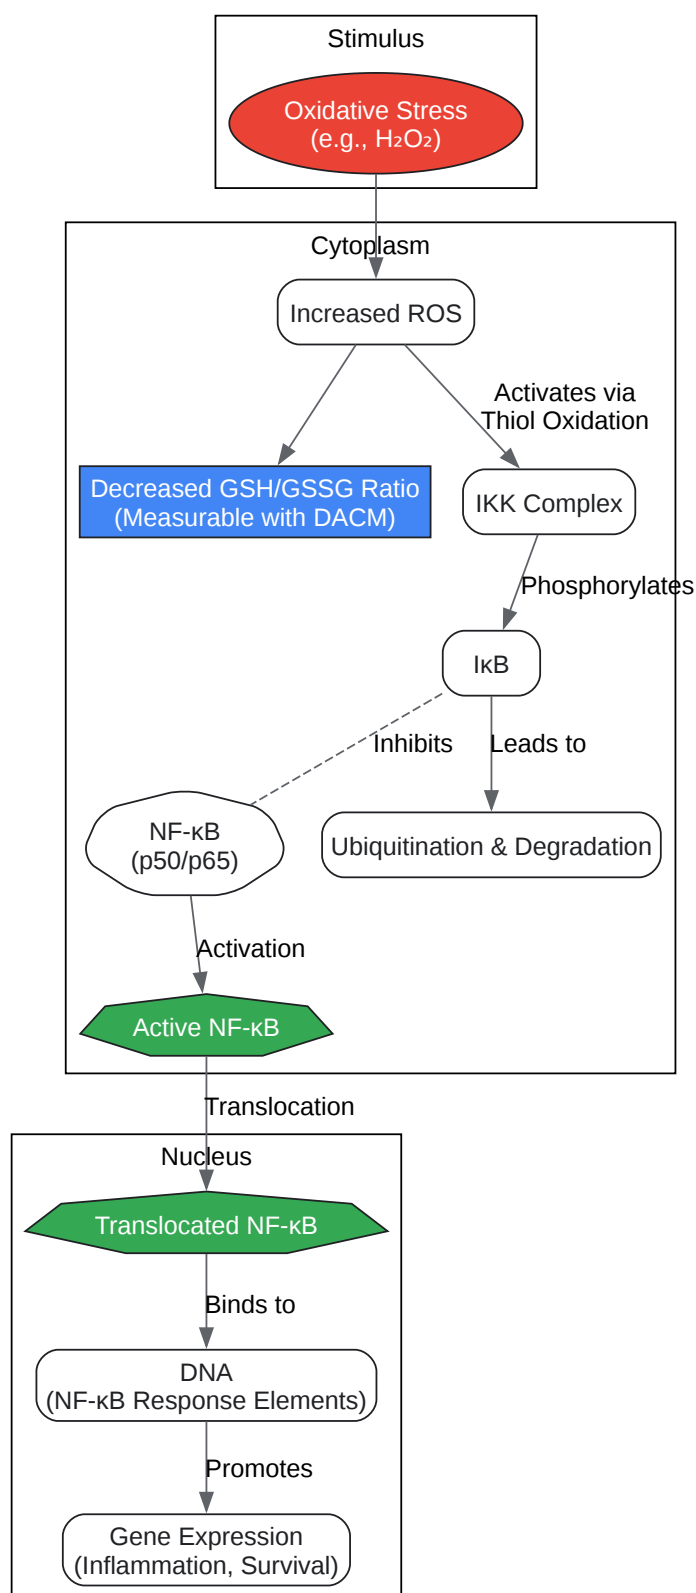 Stimulus
Oxidative Stress
(e.g., H₂O₂)
Cytoplasm
Increased ROS
Activates via
Thiol Oxidation
Decreased GSH/GSSG Ratio
(Measurable with DACM)
IKK Complex
Phosphorylates
IκB
Inhibits
Leads to
NF-κB
(p50/p65)
Ubiquitination & Degradation
Activation
Active NF-κB
Translocation
Nucleus
Translocated NF-κB
Binds to
DNA
(NF-κB Response Elements)
Promotes
Gene Expression
(Inflammation, Survival)